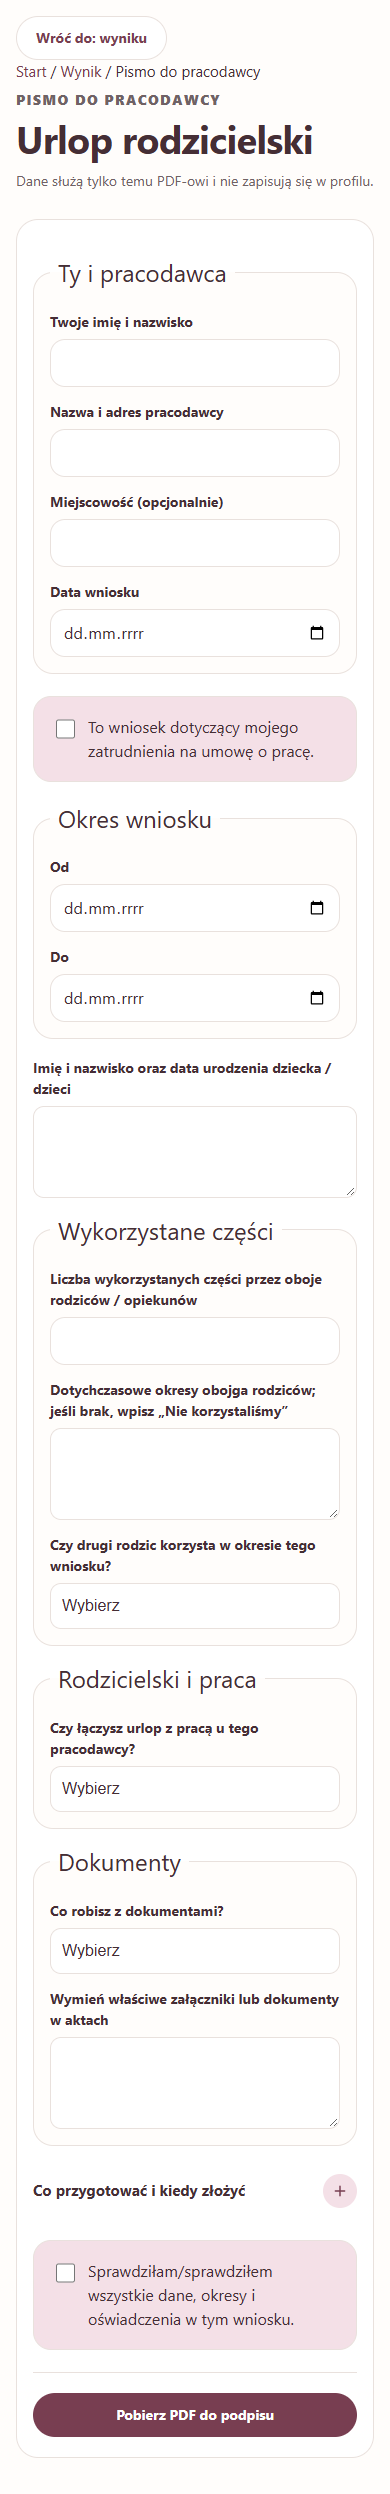 Wróć do: wyniku
Start / Wynik / Pismo do pracodawcy
PISMO DO PRACODAWCY
Urlop rodzicielski
Dane służą tylko temu PDF-owi i nie zapisują się w profilu.
Ty i pracodawca
Twoje imię i nazwisko
Nazwa i adres pracodawcy
Miejscowość (opcjonalnie)
Data wniosku
dd.mm.rrrr
To wniosek dotyczący mojego
zatrudnienia na umowę o pracę.
Okres wniosku
Od
dd.mm.rrrr
Do
dd.mm.rrrr
Imię i nazwisko oraz data urodzenia dziecka /
dzieci
Wykorzystane części
Liczba wykorzystanych części przez oboje
rodziców / opiekunów
Dotychczasowe okresy obojga rodziców;
jeśli brak, wpisz „Nie korzystaliśmy”
Czy drugi rodzic korzysta w okresie tego
wniosku?
Wybierz
Rodzicielski i praca
Czy łączysz urlop z pracą u tego
pracodawcy?
Wybierz
Dokumenty
Co robisz z dokumentami?
Wybierz
Wymień właściwe załączniki lub dokumenty
w aktach
Co przygotować i kiedy złożyć
+
Sprawdziłam/sprawdziłem
wszystkie dane, okresy i
oświadczenia w tym wniosku.
Pobierz PDF do podpisu